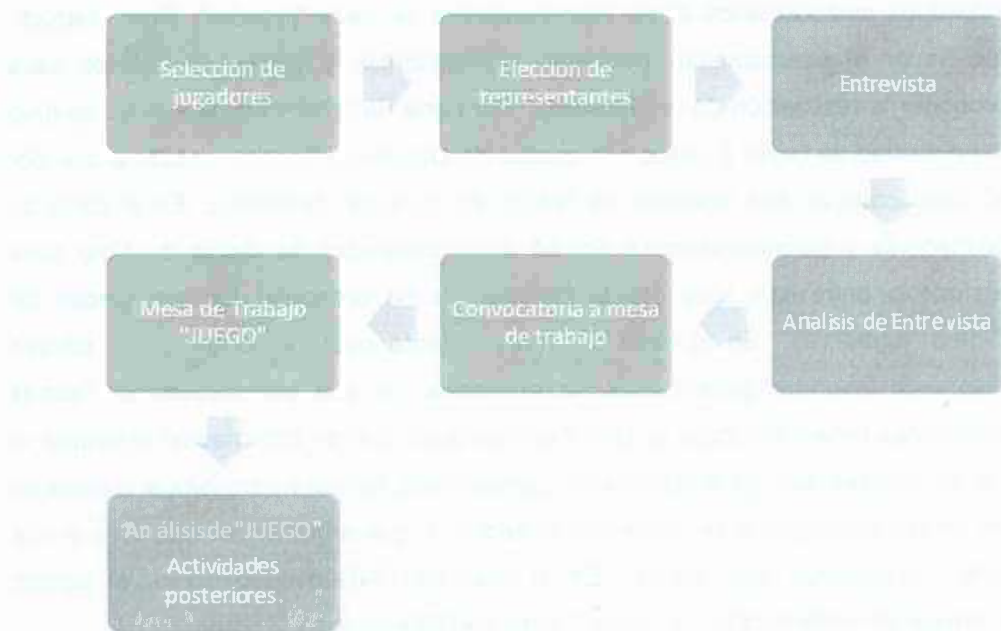 Selección de
jugadores
Efeccion de
representantes
Entrevista
Analisis de Entrevista
Convocatoria a mesa
de trabajo
Mesa de Trabajo
"JUEGO"
Análisis de "JUEGO"
Actividades
posteriores.